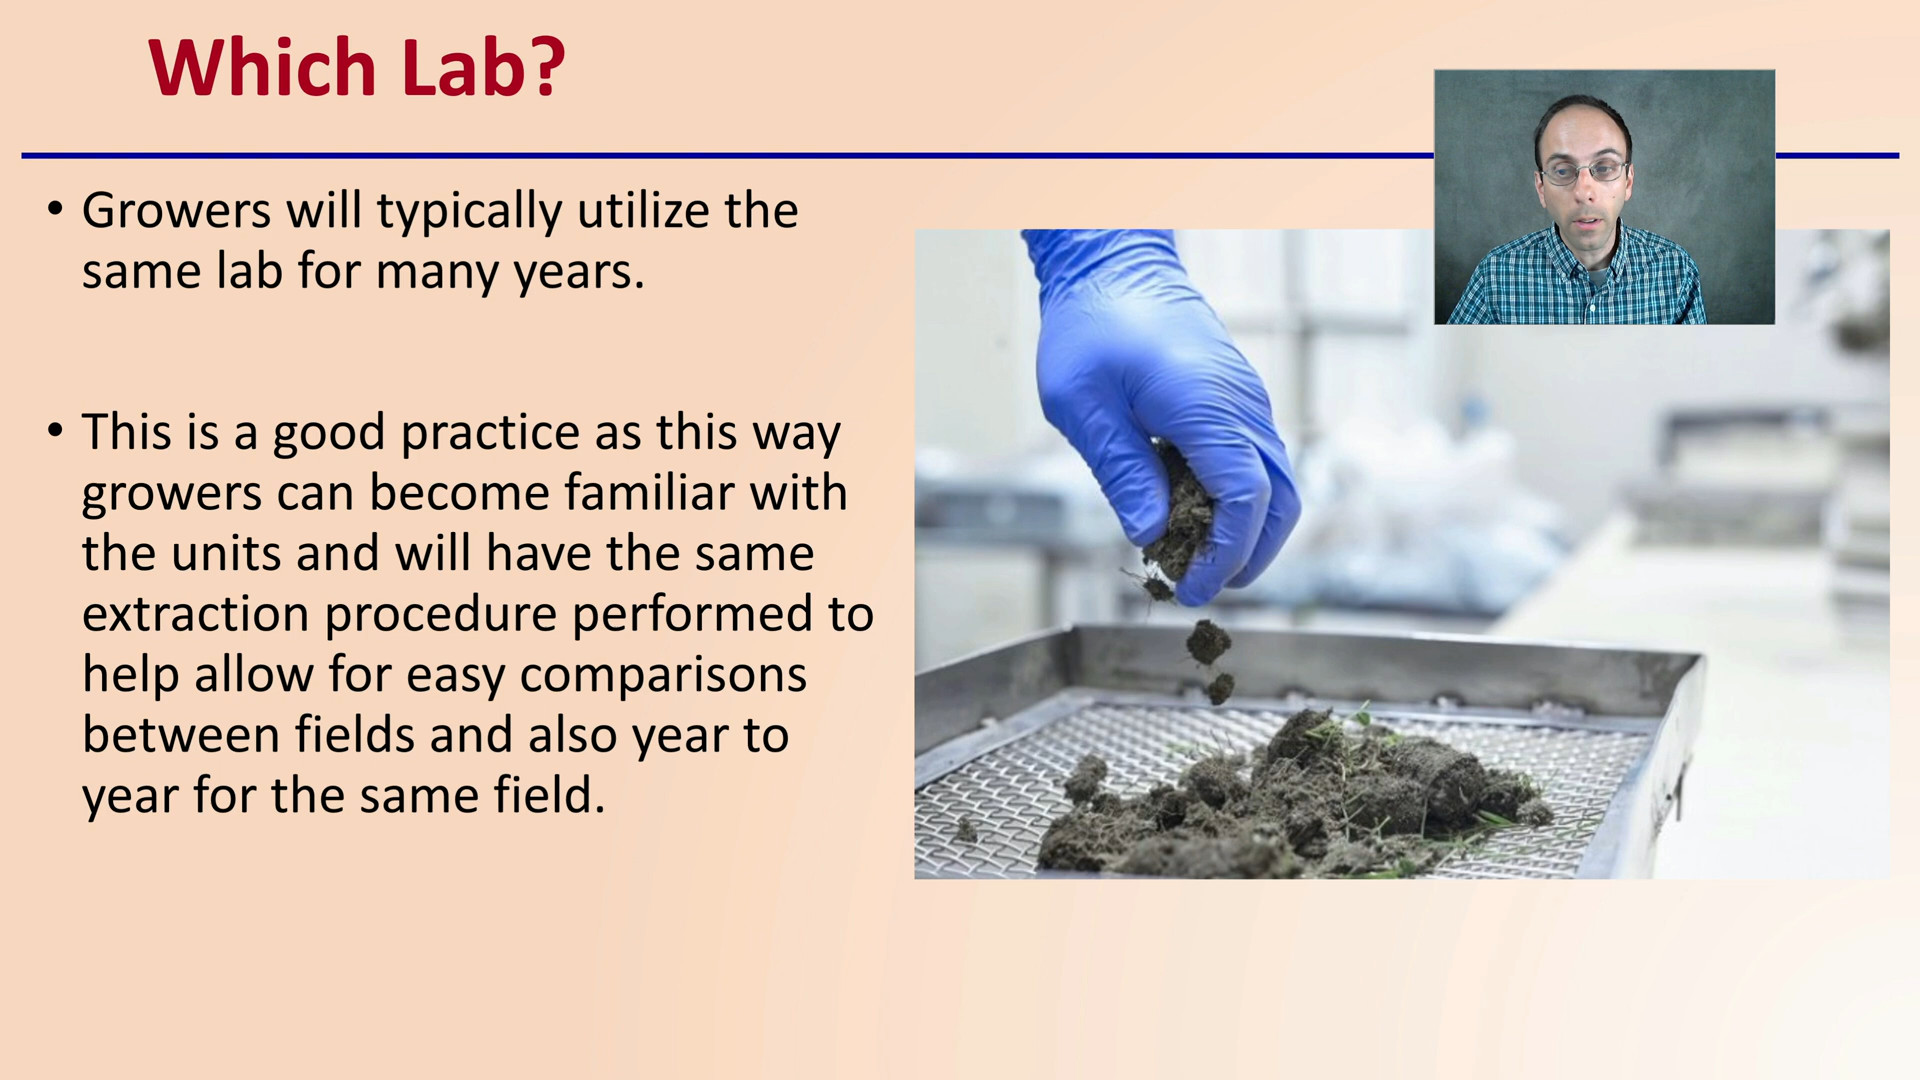 Which Lab?
• Growers will typically utilize the
same lab for many years.
• This is a good practice as this way
growers can become familiar with
the units and will have the same
extraction procedure performed to
help allow for easy comparisons
between fields and also year to
year for the same field.